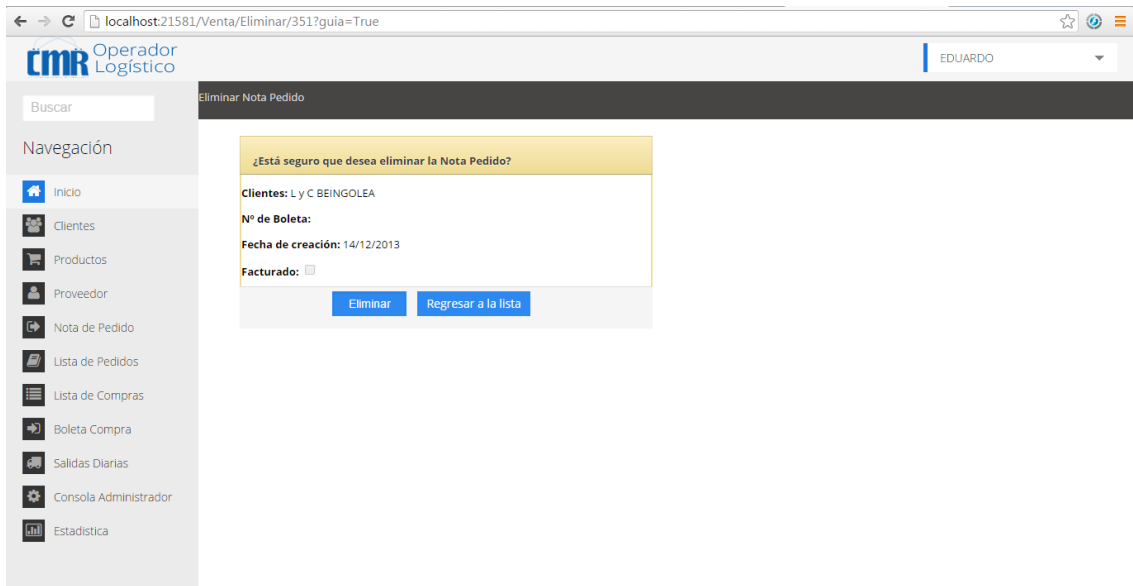 localhost:21581/Venta/Eliminar/351?guia=True
CMR Operador Logístico
EDUARDO
Buscar
Eliminar Nota Pedido
Navegación
Inicio
Clientes
Productos
Proveedor
Nota de Pedido
Lista de Pedidos
Lista de Compras
Boleta Compra
Salidas Diarias
Consola Administrador
Estadistica
¿Está seguro que desea eliminar la Nota Pedido?
Clientes: L y C BEINGOLEA
Nº de Boleta:
Fecha de creación: 14/12/2013
Facturado:
Eliminar
Regresar a la lista